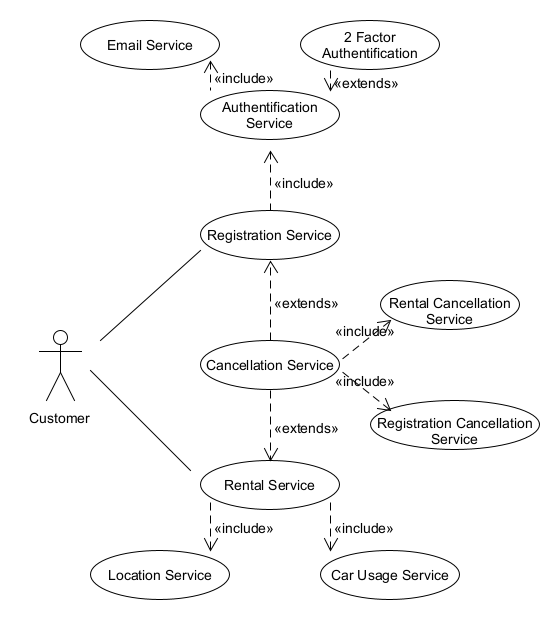 Email Service
2 Factor
Authentification
«include»
«extends»
Authentification
Service
«include»
Registration Service
«extends»
Rental Cancellation
Service
«include»
Cancellation Service
«include»
Registration Cancellation
Service
Customer
«extends»
Rental Service
«include»
«include»
Location Service
Car Usage Service